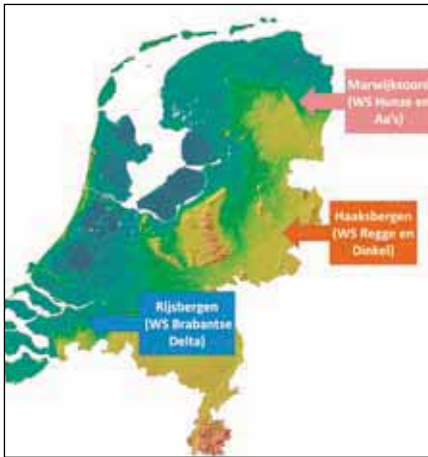 Marwijksoord
(WS Hunze en
Aa's)
Haaksbergen
(WS Regge en
Dinkel)
Rijsbergen
(WS Brabantse
Delta)